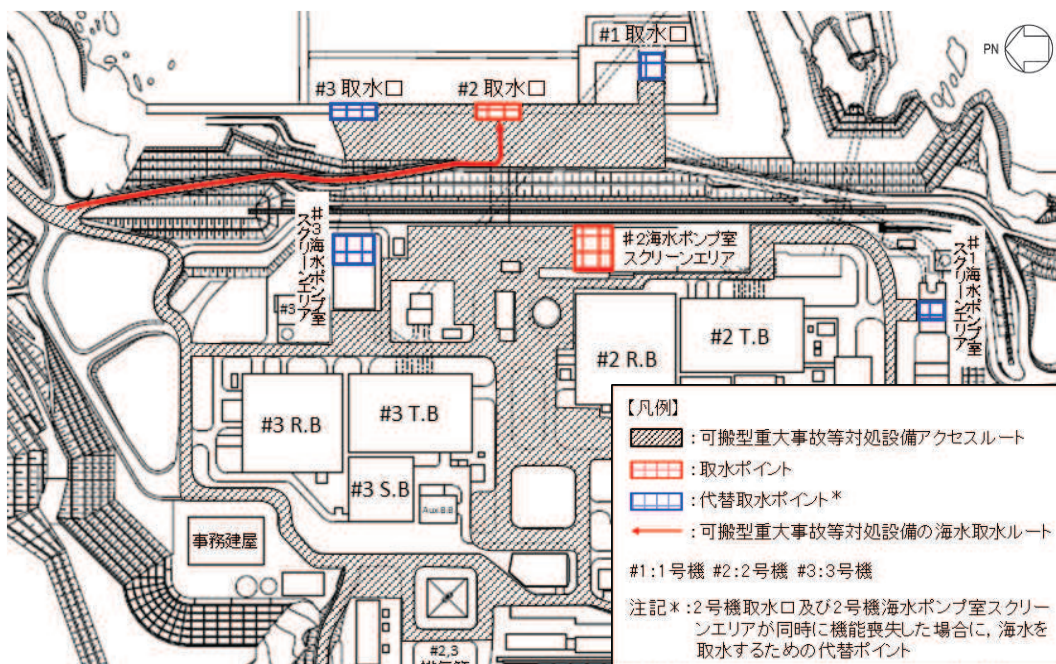 #1 取水口
PN
#3 取水口
#2 取水口
#3海水ポンプ室
スクリーンエリア
#2海水ポンプ室
スクリーンエリア
#1海水ポンプ室
スクリーンエリア
#3
#2 R.B
#2 T.B
#3 R.B
#3 T.B
#3 S.B
Aux.B.B
事務建屋
#2,3
【凡例】
：可搬型重大事故等対処設備アクセスルート
：取水ポイント
：代替取水ポイント*
：可搬型重大事故等対処設備の海水取水ルート
#1:1号機 #2:2号機 #3:3号機
注記*：2号機取水口及び2号機海水ポンプ室スクリー
ンエリアが同時に機能喪失した場合に，海水を
取水するための代替ポイント